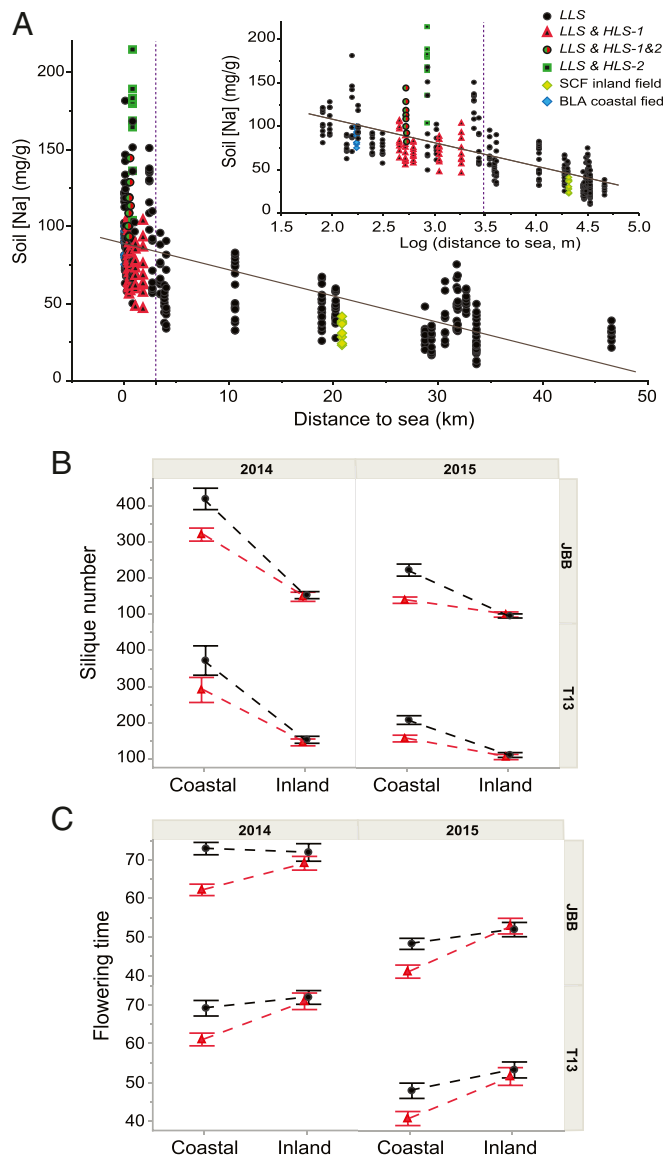 A
LLS
LLS & HLS-1
LLS & HLS-1&2
LLS & HLS-2
SCF inland field
BLA coastal fied
Soil [Na] (mg/g)
200
150
100
50
0
1.5 2.0 2.5 3.0 3.5 4.0 4.5 5.0
Log (distance to sea, m)
Soil [Na] (mg/g)
200
150
100
50
0
0 10 20 30 40 50
Distance to sea (km)
B
2014 2015
Silique number
400
300
200
100
JBB
400
300
200
100
T13
Coastal Inland Coastal Inland
C
2014 2015
Flowering time
70
60
50
40
JBB
70
60
50
40
T13
Coastal Inland Coastal Inland